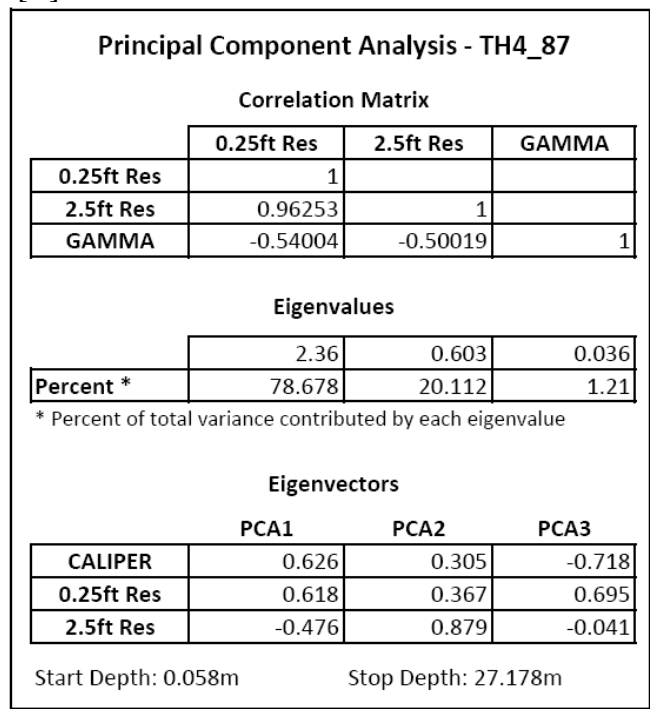 Principal Component Analysis - TH4_87
Correlation Matrix
0.25ft Res 2.5ft Res GAMMA
0.25ft Res 1
2.5ft Res 0.96253 1
GAMMA -0.54004 -0.50019 1
Eigenvalues
2.36 0.603 0.036
Percent * 78.678 20.112 1.21
* Percent of total variance contributed by each eigenvalue
Eigenvectors
PCA1 PCA2 PCA3
CALIPER 0.626 0.305 -0.718
0.25ft Res 0.618 0.367 0.695
2.5ft Res -0.476 0.879 -0.041
Start Depth: 0.058m Stop Depth: 27.178m